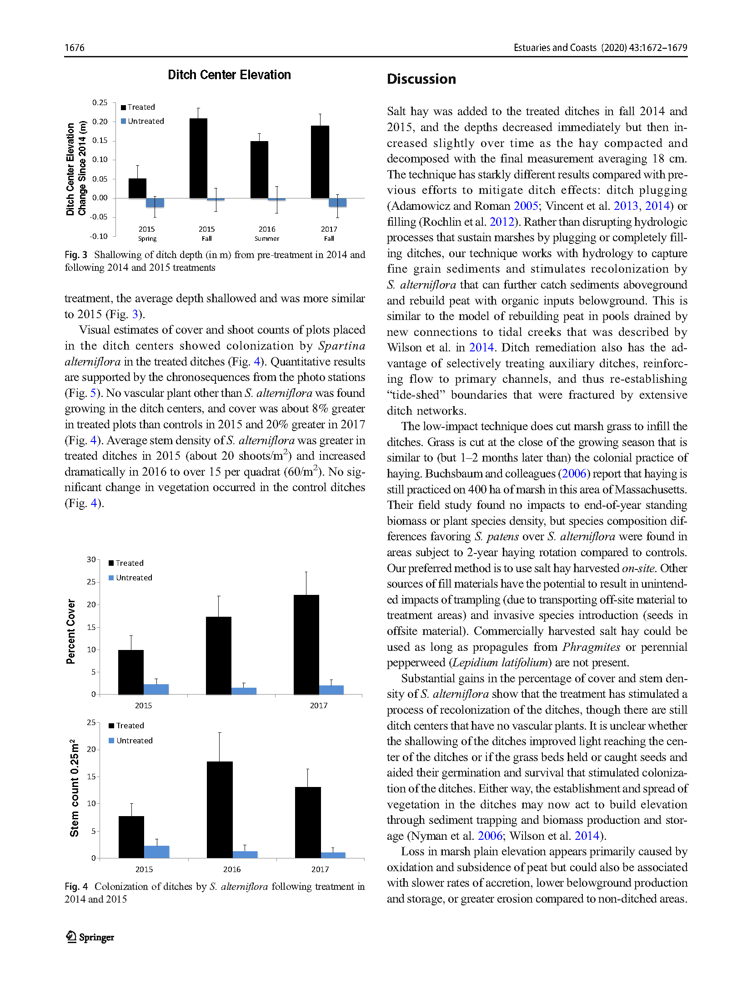 1676
Estuaries and Coasts (2020) 43:1672–1679
Ditch Center Elevation
Ditch Center Elevation
Change Since 2014 (m)
0.25
0.20
0.15
0.10
0.05
0.00
-0.05
-0.10
Treated
Untreated
2015
Spring
2015
Fall
2016
Summer
2017
Fall
Fig. 3 Shallowing of ditch depth (in m) from pre-treatment in 2014 and
following 2014 and 2015 treatments
treatment, the average depth shallowed and was more similar
to 2015 (Fig. 3).
Visual estimates of cover and shoot counts of plots placed
in the ditch centers showed colonization by Spartina
alterniflora in the treated ditches (Fig. 4). Quantitative results
are supported by the chronosequences from the photo stations
(Fig. 5). No vascular plant other than S. alterniflora was found
growing in the ditch centers, and cover was about 8% greater
in treated plots than controls in 2015 and 20% greater in 2017
(Fig. 4). Average stem density of S. alterniflora was greater in
treated ditches in 2015 (about 20 shoots/m²) and increased
dramatically in 2016 to over 15 per quadrat (60/m²). No sig-
nificant change in vegetation occurred in the control ditches
(Fig. 4).
Percent Cover
30
25
20
15
10
5
0
Treated
Untreated
2015
2017
Stem count 0.25m²
25
20
15
10
5
0
Treated
Untreated
2015
2016
2017
Fig. 4 Colonization of ditches by S. alterniflora following treatment in
2014 and 2015
Discussion
Salt hay was added to the treated ditches in fall 2014 and
2015, and the depths decreased immediately but then in-
creased slightly over time as the hay compacted and
decomposed with the final measurement averaging 18 cm.
The technique has starkly different results compared with pre-
vious efforts to mitigate ditch effects: ditch plugging
(Adamowicz and Roman 2005; Vincent et al. 2013, 2014) or
filling (Rochlin et al. 2012). Rather than disrupting hydrologic
processes that sustain marshes by plugging or completely fill-
ing ditches, our technique works with hydrology to capture
fine grain sediments and stimulates recolonization by
S. alterniflora that can further catch sediments aboveground
and rebuild peat with organic inputs belowground. This is
similar to the model of rebuilding peat in pools drained by
new connections to tidal creeks that was described by
Wilson et al. in 2014. Ditch remediation also has the ad-
vantage of selectively treating auxiliary ditches, reinforc-
ing flow to primary channels, and thus re-establishing
“tide-shed” boundaries that were fractured by extensive
ditch networks.
The low-impact technique does cut marsh grass to infill the
ditches. Grass is cut at the close of the growing season that is
similar to (but 1–2 months later than) the colonial practice of
haying. Buchsbaum and colleagues (2006) report that haying is
still practiced on 400 ha of marsh in this area of Massachusetts.
Their field study found no impacts to end-of-year standing
biomass or plant species density, but species composition dif-
ferences favoring S. patens over S. alterniflora were found in
areas subject to 2-year haying rotation compared to controls.
Our preferred method is to use salt hay harvested on-site. Other
sources of fill materials have the potential to result in unintend-
ed impacts of trampling (due to transporting off-site material to
treatment areas) and invasive species introduction (seeds in
offsite material). Commercially harvested salt hay could be
used as long as propagules from Phragmites or perennial
pepperweed (Lepidium latifolium) are not present.
Substantial gains in the percentage of cover and stem den-
sity of S. alterniflora show that the treatment has stimulated a
process of recolonization of the ditches, though there are still
ditch centers that have no vascular plants. It is unclear whether
the shallowing of the ditches improved light reaching the cen-
ter of the ditches or if the grass beds held or caught seeds and
aided their germination and survival that stimulated coloniza-
tion of the ditches. Either way, the establishment and spread of
vegetation in the ditches may now act to build elevation
through sediment trapping and biomass production and stor-
age (Nyman et al. 2006; Wilson et al. 2014).
Loss in marsh plain elevation appears primarily caused by
oxidation and subsidence of peat but could also be associated
with slower rates of accretion, lower belowground production
and storage, or greater erosion compared to non-ditched areas.
Springer